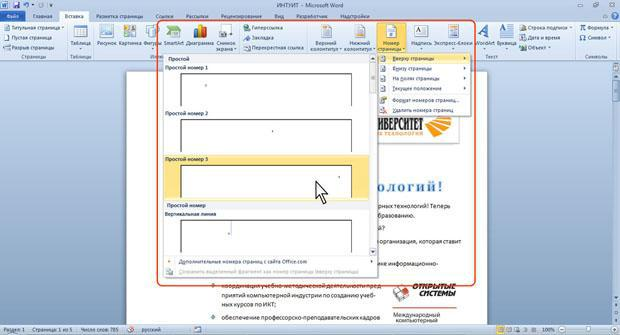 ИНТУИТ - Microsoft Word
Файл Главная Вставка Разметка страницы Ссылки Рассылки Рецензирование Вид Разработчик Надстройки
Титульная страница
Пустая страница
Разрыв страницы
Таблица
Рисунок Картинка Фигуры SmartArt Диаграмма Снимок экрана
Гиперссылка
Закладка
Перекрестная ссылка
Верхний колонтитул
Нижний колонтитул
Номер страницы
Надпись Экспресс-блоки WordArt Буквица
Строка подписи
Дата и время
Объект
Формула
Символ
Страницы Таблицы
Символы
Вверху страницы
Внизу страницы
На полях страницы
Текущее положение
Формат номеров страниц...
Удалить номера страниц
Простой
Простой номер 1
Простой номер 2
Простой номер 3
Простой номер
Вертикальная линия
Дополнительные номера страниц с сайта Office.com
Сохранить выделенный фрагмент как номер страницы (вверху страницы)
ИВЕРСИТЕТ
ТЕХНОЛОГИЙ
ологий!
рных технологий! Теперь
бразованию.
й?
организация, которая ставит
ике информационно-
координация учебно-методической деятельности пред
приятий компьютерной индустрии по созданию учеб-
ных курсов по ИКТ;
обеспечение профессорско-преподавательских кадров
ОТКРЫТЫЕ
СИСТЕМЫ
Международный
компьютерный
Раздел: 1 Страница: 1 из 5 Число слов: 785 русский 100%